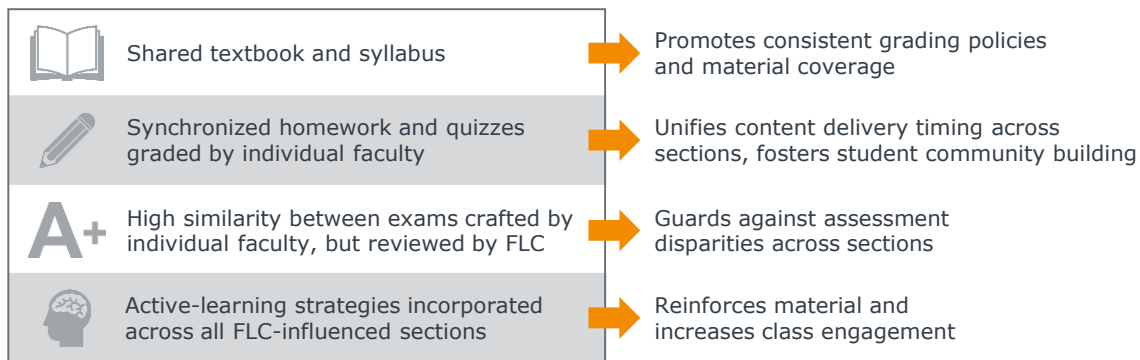 Shared textbook and syllabus
Promotes consistent grading policies
and material coverage
Synchronized homework and quizzes
graded by individual faculty
Unifies content delivery timing across
sections, fosters student community building
A+
High similarity between exams crafted by
individual faculty, but reviewed by FLC
Guards against assessment
disparities across sections
Active-learning strategies incorporated
across all FLC-influenced sections
Reinforces material and
increases class engagement